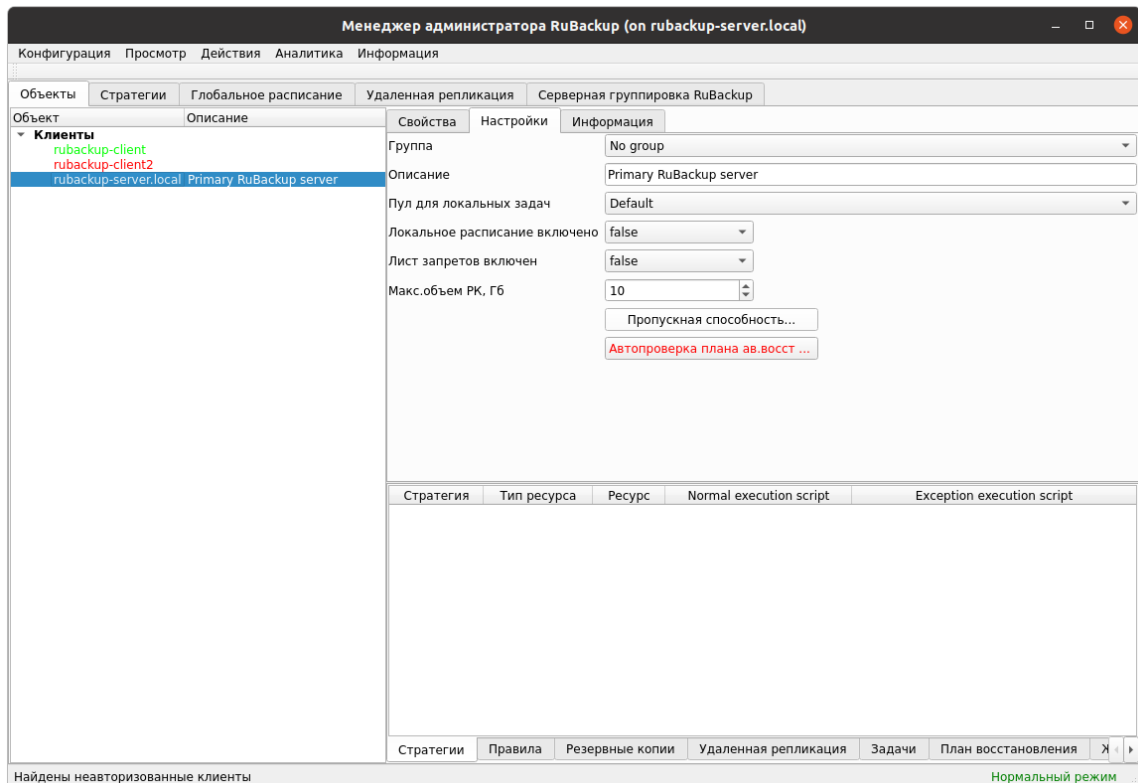 Менеджер администратора RuBackup (on rubackup-server.local)
Конфигурация Просмотр Действия Аналитика Информация
Объекты Стратегии Глобальное расписание Удаленная репликация Серверная группировка RuBackup
Объект Описание
Клиенты
rubackup-client
rubackup-client2
rubackup-server.local Primary RuBackup server
Свойства Настройки Информация
Группа No group
Описание Primary RuBackup server
Пул для локальных задач Default
Локальное расписание включено false
Лист запретов включен false
Макс.объем РК, Гб 10
Пропускная способность...
Автопроверка плана ав.восст ...
Стратегия Тип ресурса Ресурс Normal execution script Exception execution script
Стратегии Правила Резервные копии Удаленная репликация Задачи План восстановления
Найдены неавторизованные клиенты Нормальный режим